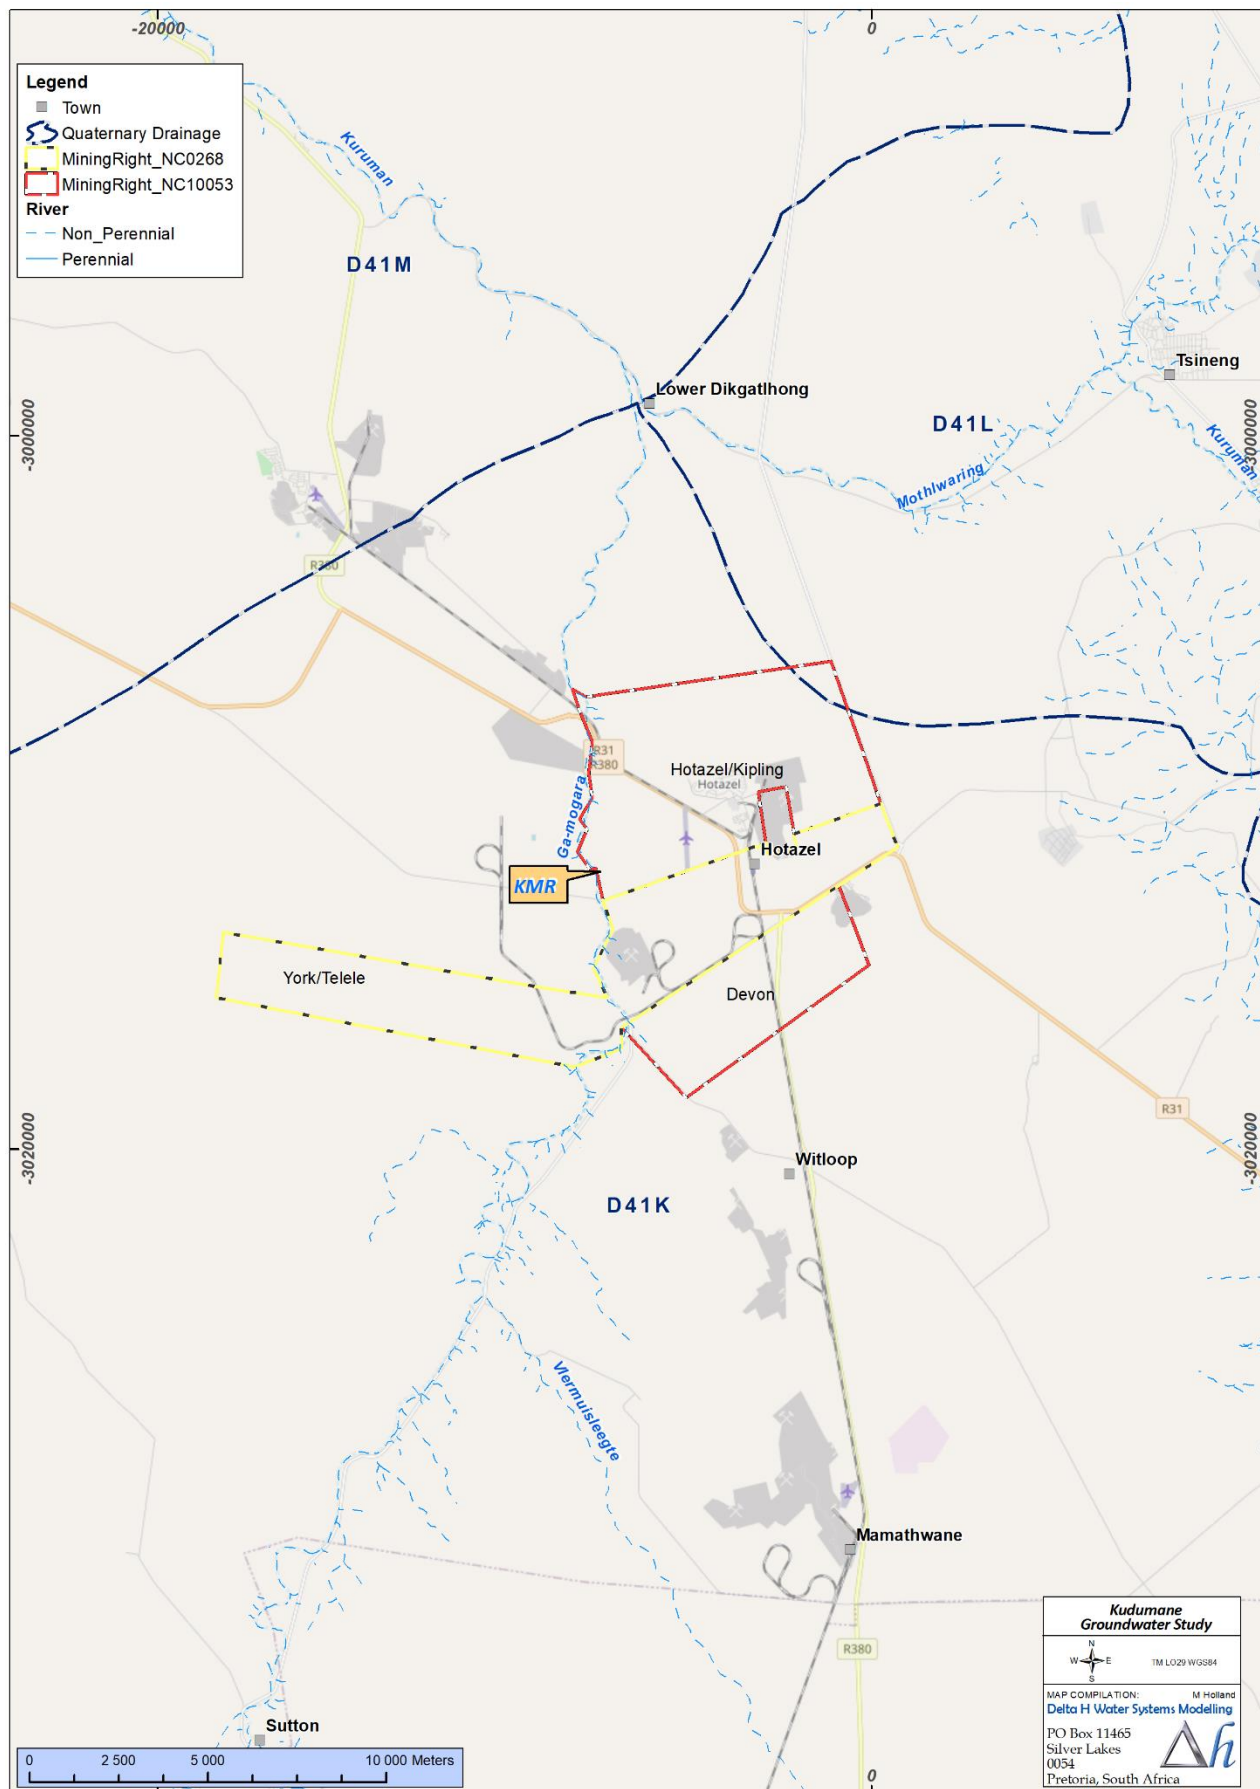 -20000
0
Legend
Town
Quaternary Drainage
MiningRight_NC0268
MiningRight_NC10053
River
Non_Perennial
Perennial
Kuruman
D41M
Tsineng
Lower Dikgatlhong
D41L
-3000000
-3000000
Kuruman
Mothlwaring
R380
R31
R380
Hotazel/Kipling
Hotazel
Ga-mogara
Hotazel
KMR
York/Telele
Devon
R31
-3020000
-3020000
Witloop
D41K
Vlermuisleegte
Mamathwane
R380
Sutton
0
0 2 500 5 000 10 000 Meters
Kudumane
Groundwater Study
N
W E
S
TM LO29 WGS84
MAP COMPILATION: M Holland
Delta H Water Systems Modelling
PO Box 11465
Silver Lakes
0054
Pretoria, South Africa
h